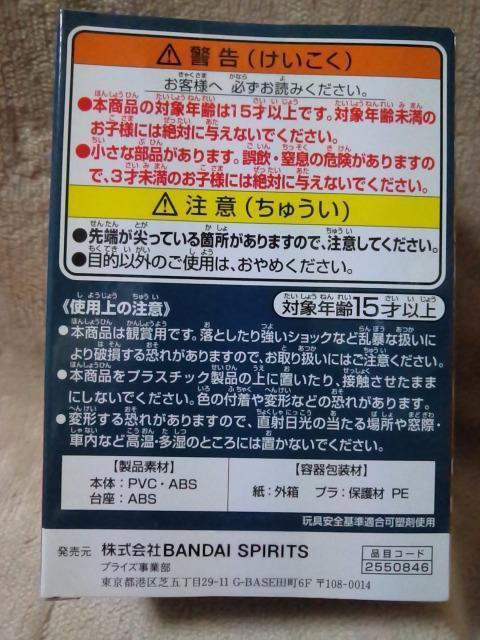 ⚠警告(けいこく)
お客様へ 必ずお読みください。
●本商品の対象年齢は15才以上です。対象年齢未満の
お子様には絶対に与えないでください。
●小さな部品があります。誤飲・窒息の危険がありますの
で、3才未満のお子様には絶対に与えないでください。
⚠注意(ちゅうい)
●先端が尖っている箇所がありますので、注意してください。
●目的以外のご使用は、おやめください。
《使用上の注意》
対象年齢15才以上
●本商品は観賞用です。落としたり強いショックなど乱暴な扱いに
より破損する恐れがありますので、お取り扱いにはご注意ください。
●本商品をプラスチック製品の上に置いたり、接触させたまま
にしないでください。色の付着や変形などの恐れがあります。
●変形する恐れがありますので、直射日光の当たる場所や窓際・
車内など高温・多湿のところには置かないでください。
【製品素材】
本体:PVC・ABS
台座:ABS
【容器包装材】
紙:外箱 プラ:保護材 PE
玩具安全基準適合可塑剤使用
発売元 株式会社BANDAI SPIRITS
プライズ事業部
東京都港区芝五丁目29-11 G-BASE田町6F 〒108-0014
品目コード
2550846